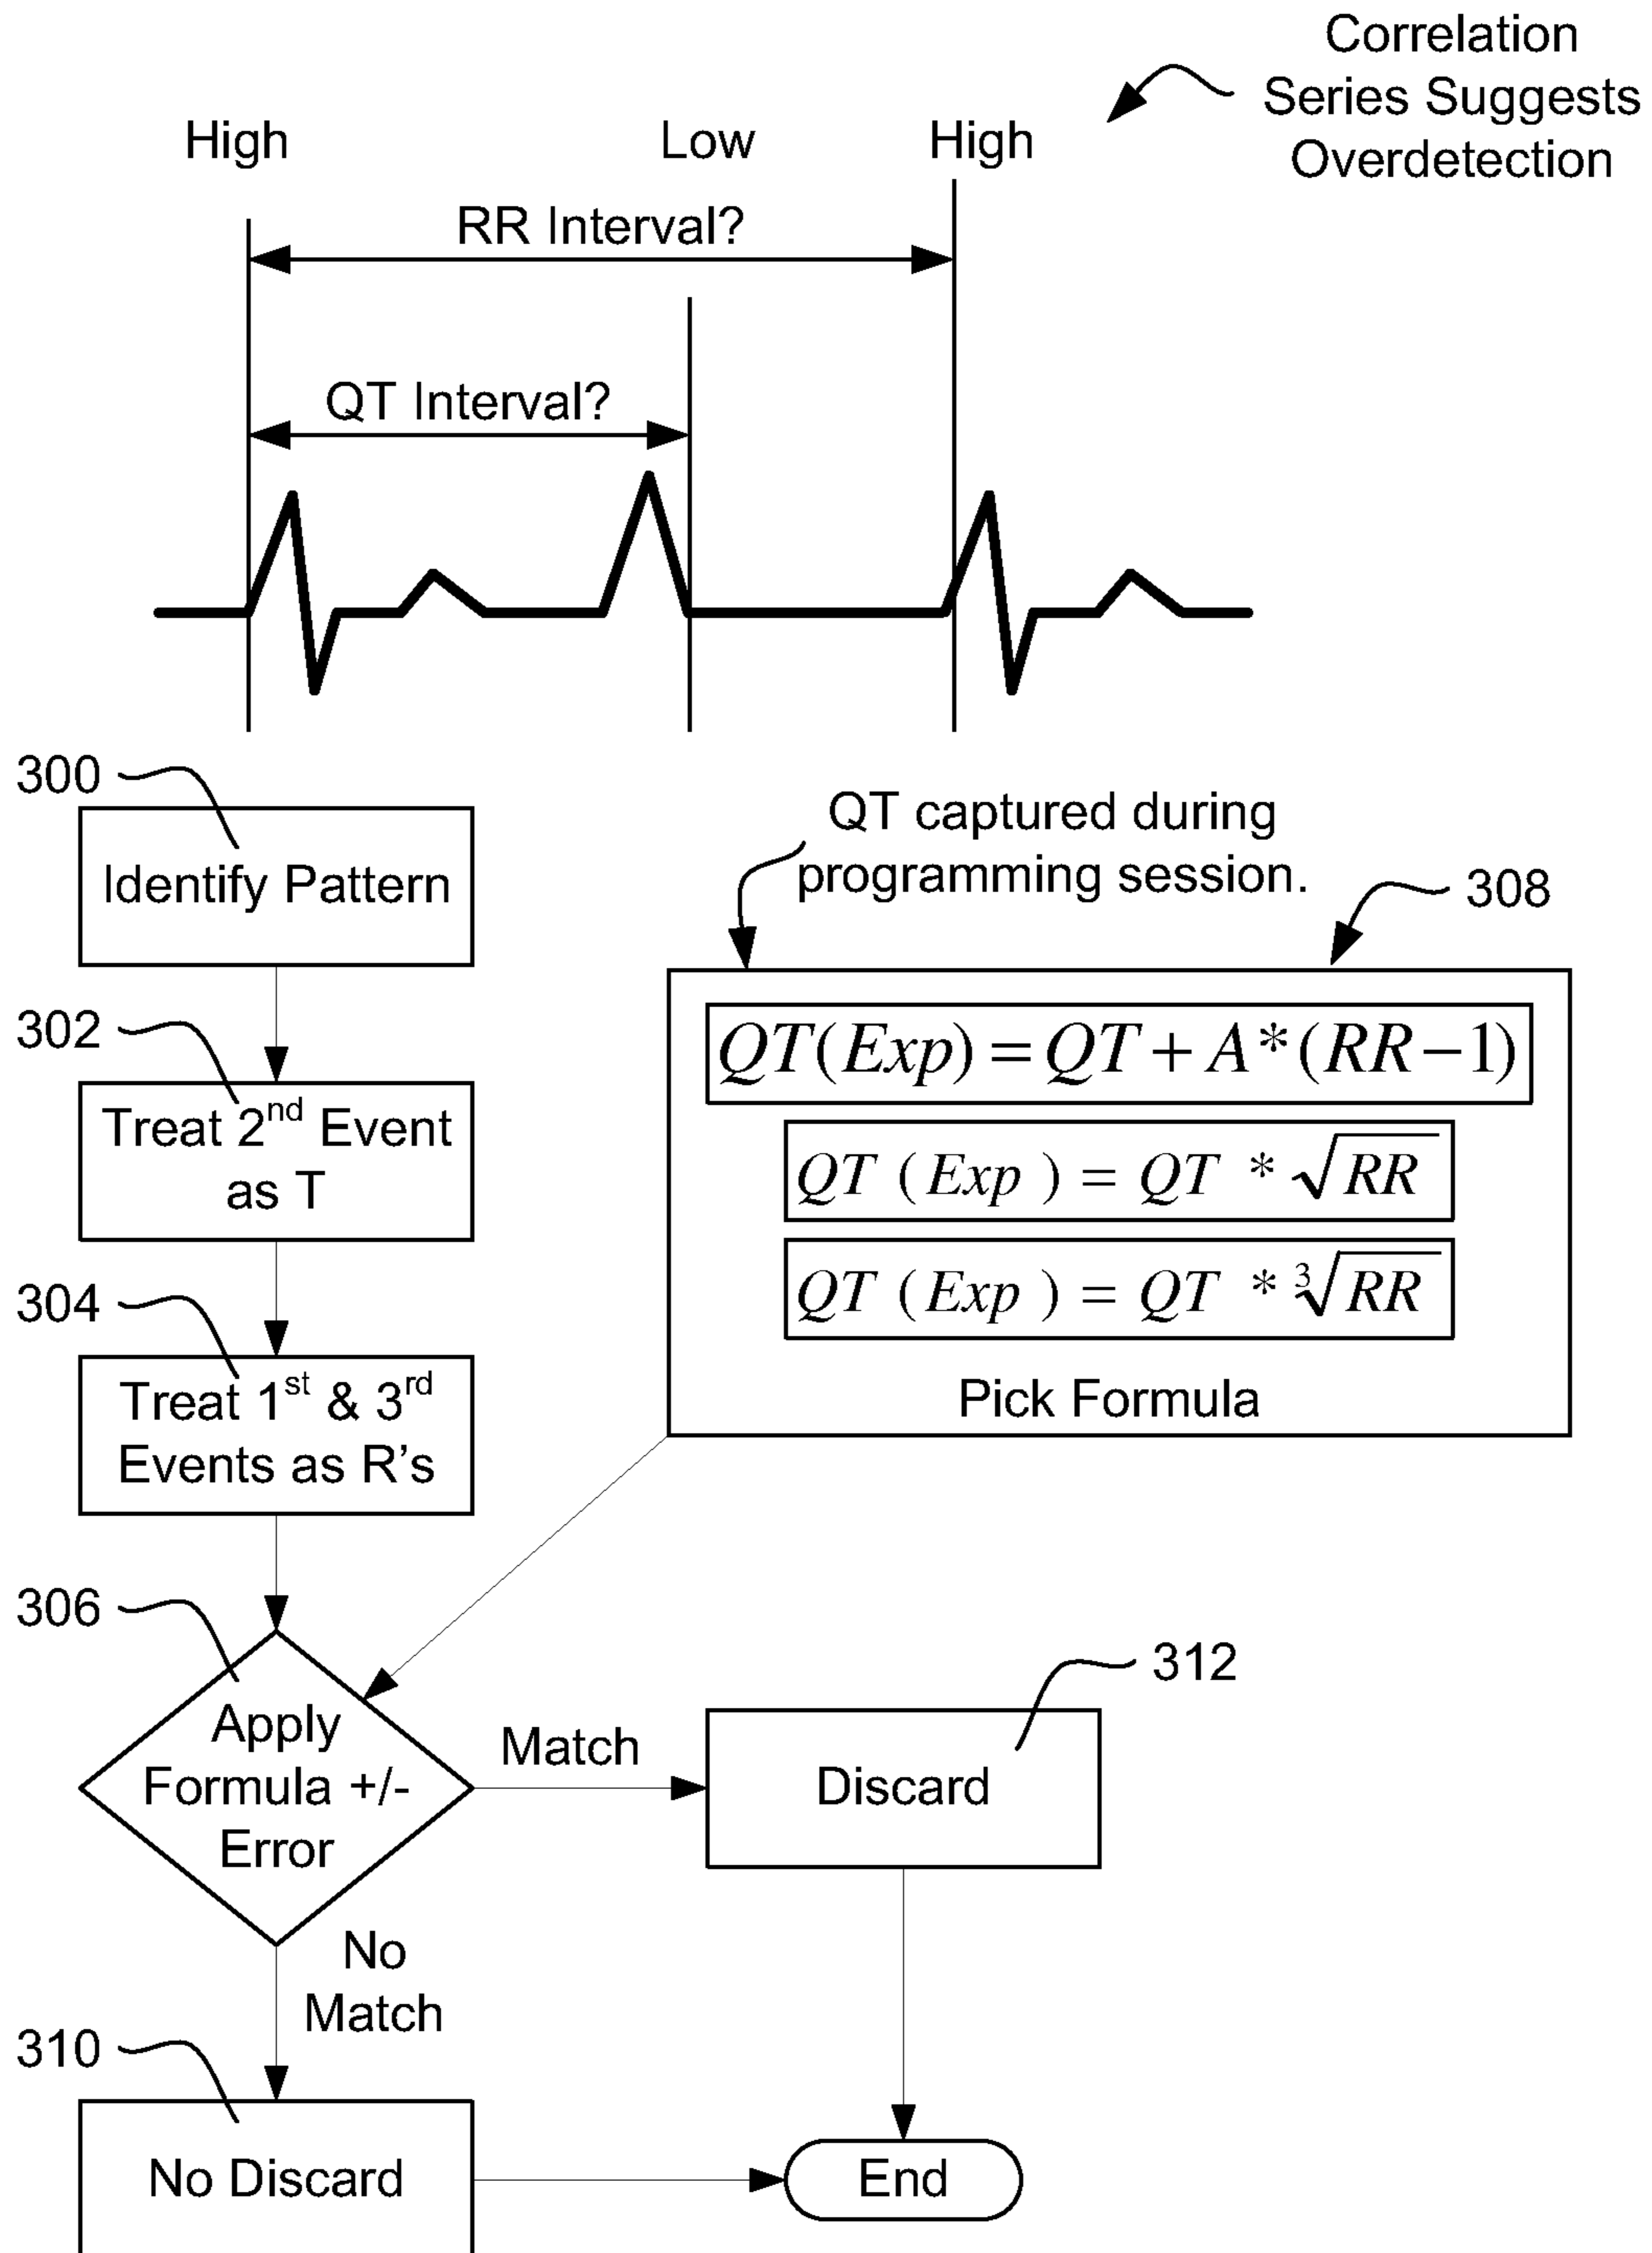 Correlation
Series Suggests
Overdetection
High
Low
High
RR Interval?
QT Interval?
300
Identify Pattern
302
Treat 2nd Event
as T
304
Treat 1st & 3rd
Events as R's
QT captured during
programming session.
308
QT(Exp) = QT + A*(RR−1)
QT (Exp ) = QT * √RR
QT (Exp ) = QT * ³√RR
Pick Formula
306
Apply
Formula +/-
Error
Match
312
Discard
No
Match
310
No Discard
End